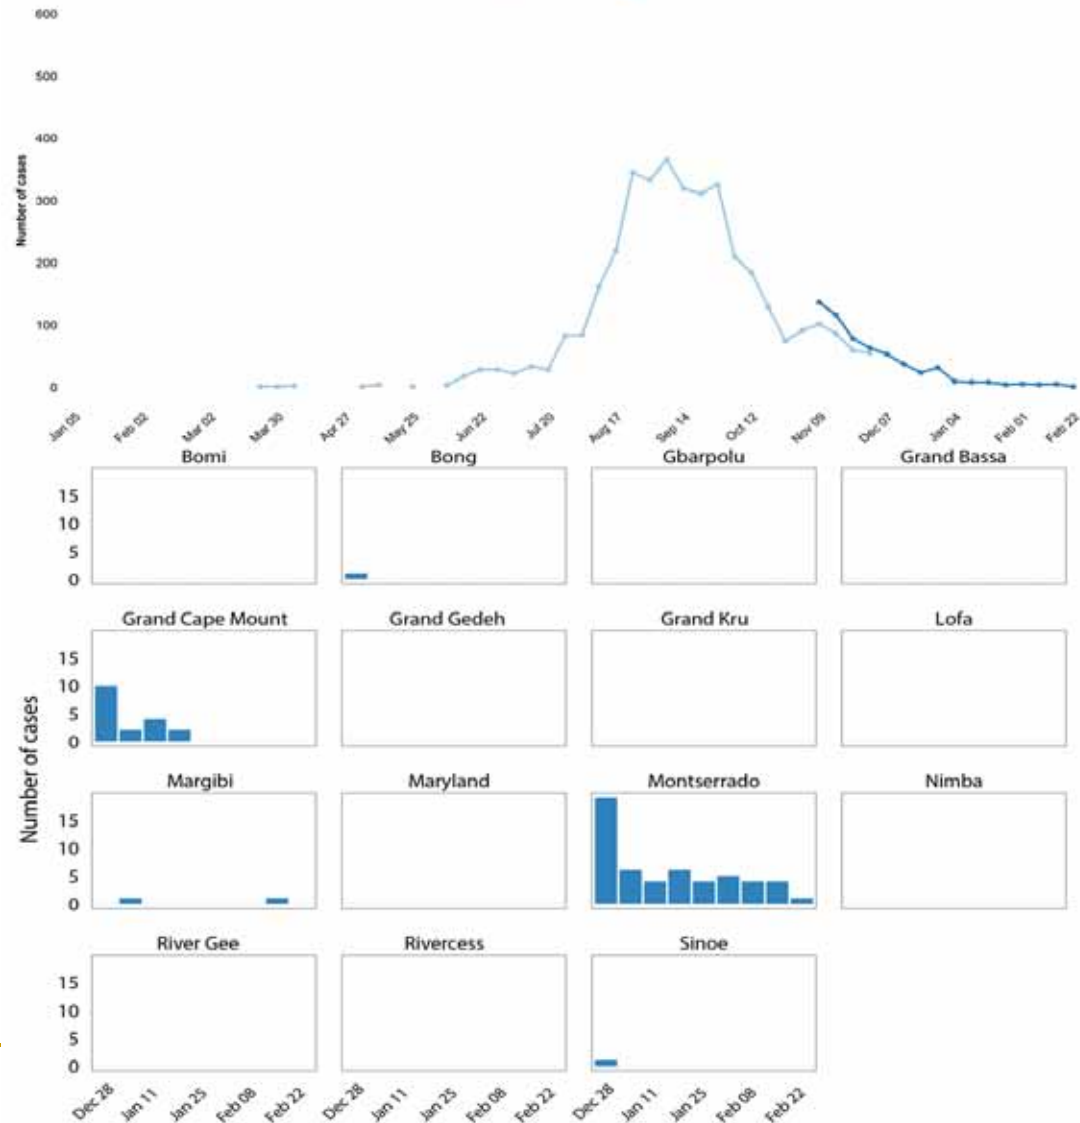 600
500
400
300
200
100
0
Number of cases
Jan 05 Feb 02 Mar 02 Mar 30 Apr 27 May 25 Jun 22 Jul 20 Aug 17 Sep 14 Oct 12 Nov 09 Dec 07 Jan 04 Feb 01 Feb 22
Bomi Bong Gbarpolu Grand Bassa
15
10
5
0
Grand Cape Mount Grand Gedeh Grand Kru Lofa
15
10
5
0
Number of cases
Margibi Maryland Montserrado Nimba
15
10
5
0
River Gee Rivercess Sinoe
15
10
5
0
Dec 28 Jan 11 Jan 25 Feb 08 Feb 22 Dec 28 Jan 11 Jan 25 Feb 08 Feb 22 Dec 28 Jan 11 Jan 25 Feb 08 Feb 22